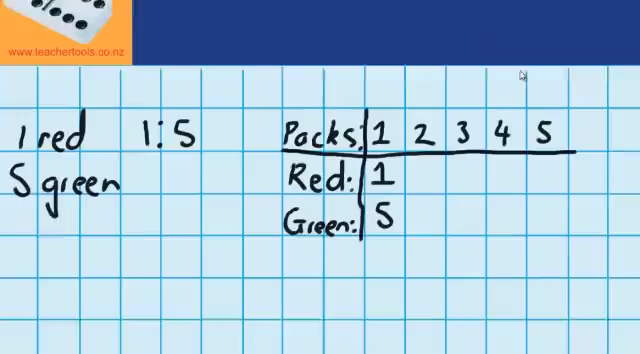 www.teachertools.co.nz
1 red 1:5
5 green
Packs: 1 2 3 4 5
Red: 1
Green: 5